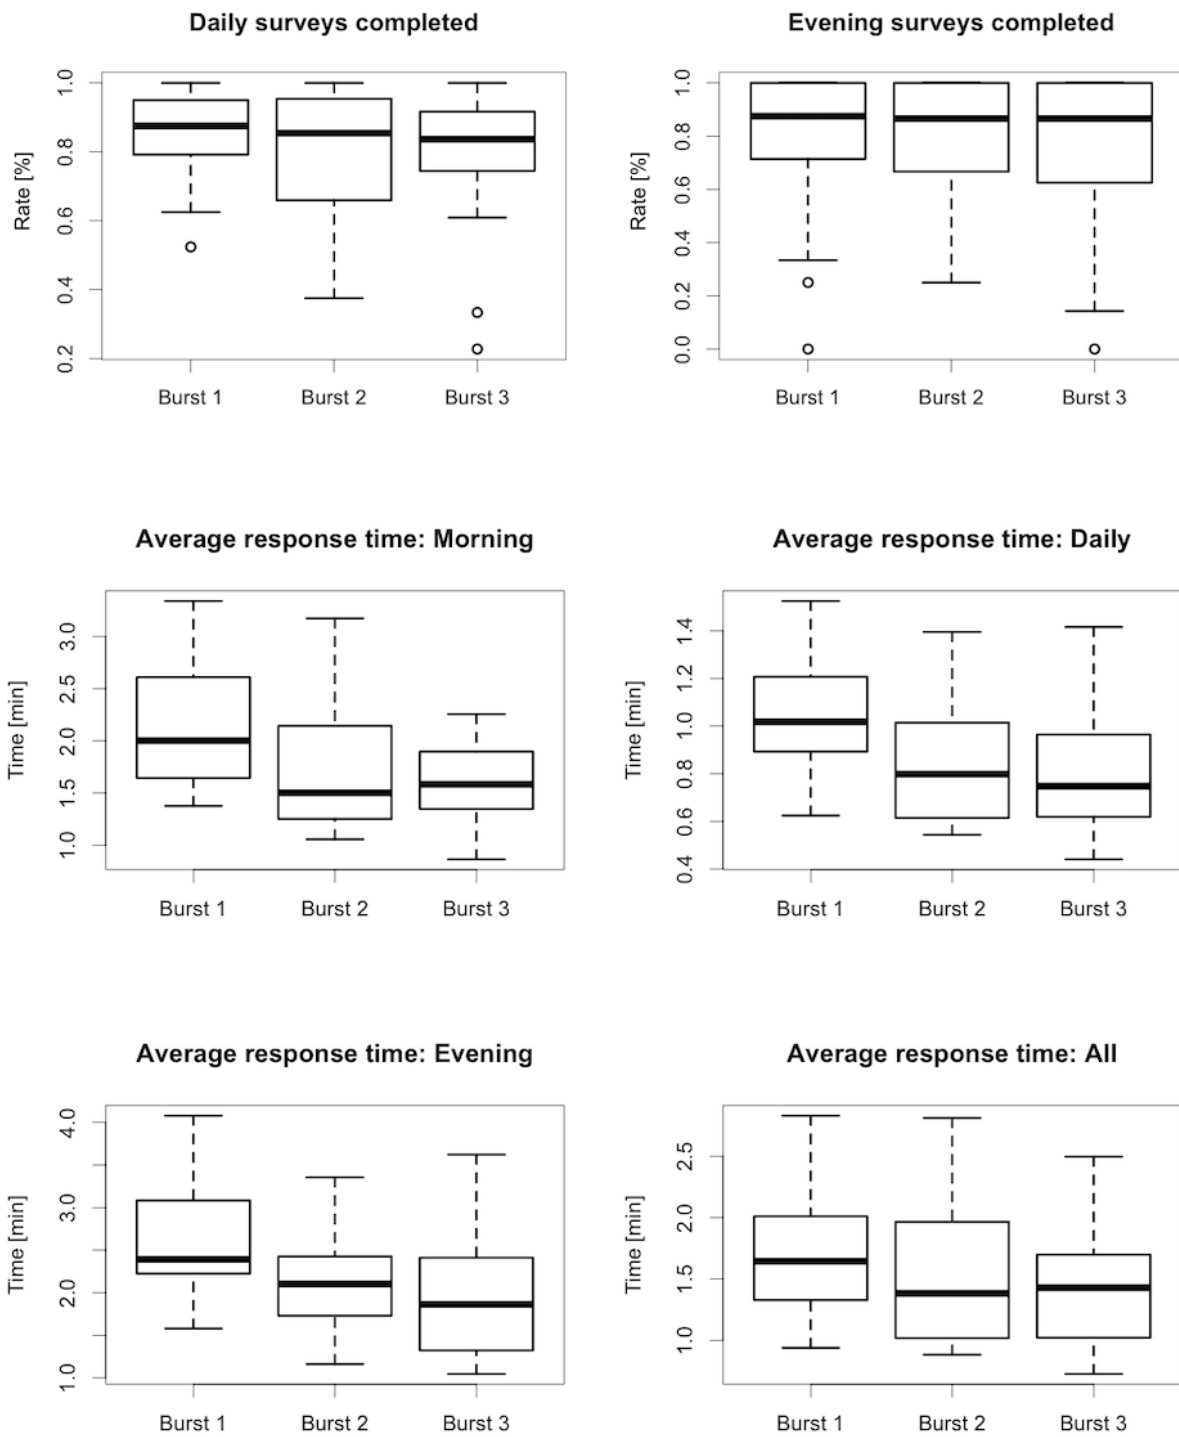 Daily surveys completed
Evening surveys completed
Rate [%]
1.0
0.8
0.6
0.4
0.2
Burst 1
Burst 2
Burst 3
Rate [%]
1.0
0.8
0.6
0.4
0.2
0.0
Burst 1
Burst 2
Burst 3
Average response time: Morning
Average response time: Daily
Time [min]
3.0
2.5
2.0
1.5
1.0
Burst 1
Burst 2
Burst 3
Time [min]
1.4
1.2
1.0
0.8
0.6
0.4
Burst 1
Burst 2
Burst 3
Average response time: Evening
Average response time: All
Time [min]
4.0
3.0
2.0
1.0
Burst 1
Burst 2
Burst 3
Time [min]
2.5
2.0
1.5
1.0
Burst 1
Burst 2
Burst 3